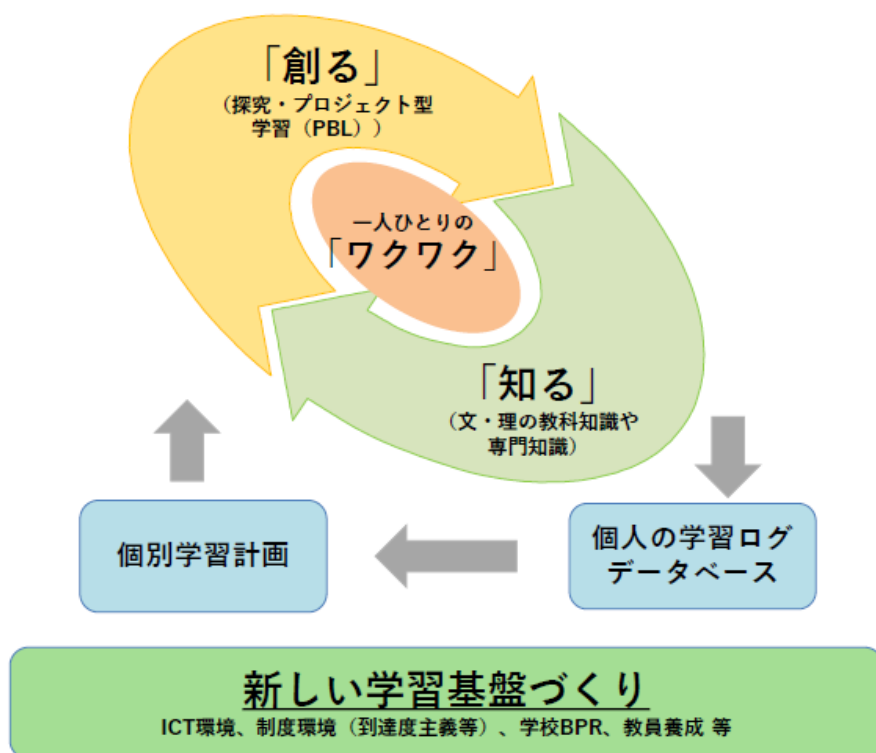 「創る」
（探究・プロジェクト型
学習（PBL））
一人ひとりの
「ワクワク」
「知る」
（文・理の教科知識や
専門知識）
個別学習計画
個人の学習ログ
データベース
新しい学習基盤づくり
ICT環境、制度環境（到達度主義等）、学校BPR、教員養成 等